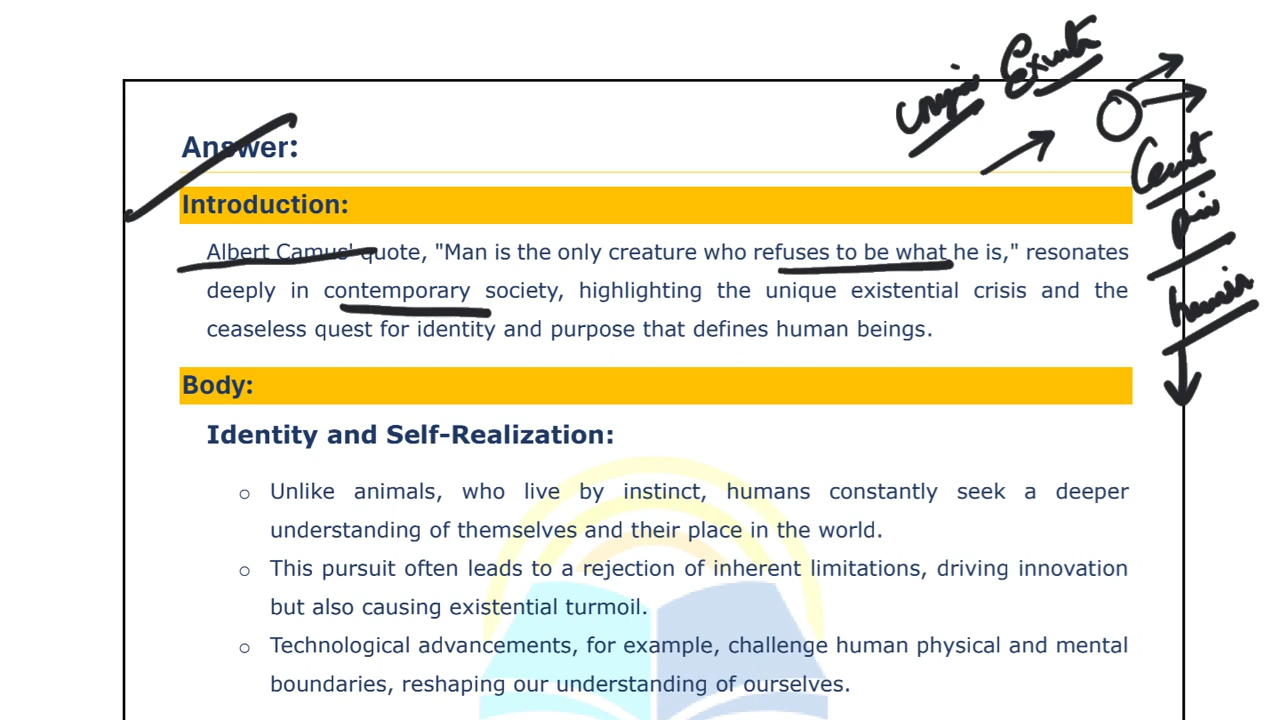 Answer:
Introduction:
Albert Camus' quote, "Man is the only creature who refuses to be what he is," resonates
deeply in contemporary society, highlighting the unique existential crisis and the
ceaseless quest for identity and purpose that defines human beings.
Body:
Identity and Self-Realization:
o Unlike animals, who live by instinct, humans constantly seek a deeper
understanding of themselves and their place in the world.
o This pursuit often leads to a rejection of inherent limitations, driving innovation
but also causing existential turmoil.
o Technological advancements, for example, challenge human physical and mental
boundaries, reshaping our understanding of ourselves.